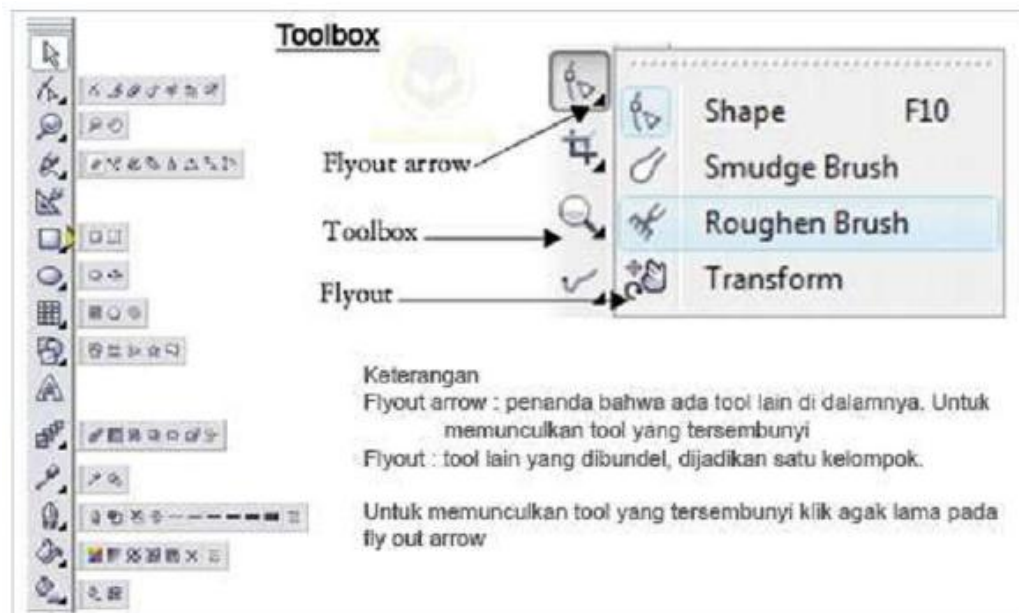 Toolbox
Flyout arrow
Toolbox
Flyout
Shape F10
Smudge Brush
Roughen Brush
Transform
Keterangan
Flyout arrow : penanda bahwa ada tool lain di dalamnya. Untuk
memunculkan tool yang tersembunyi
Flyout : tool lain yang dibundel, dijadikan satu kelompok.
Untuk memunculkan tool yang tersembunyi klik agak lama pada
fly out arrow